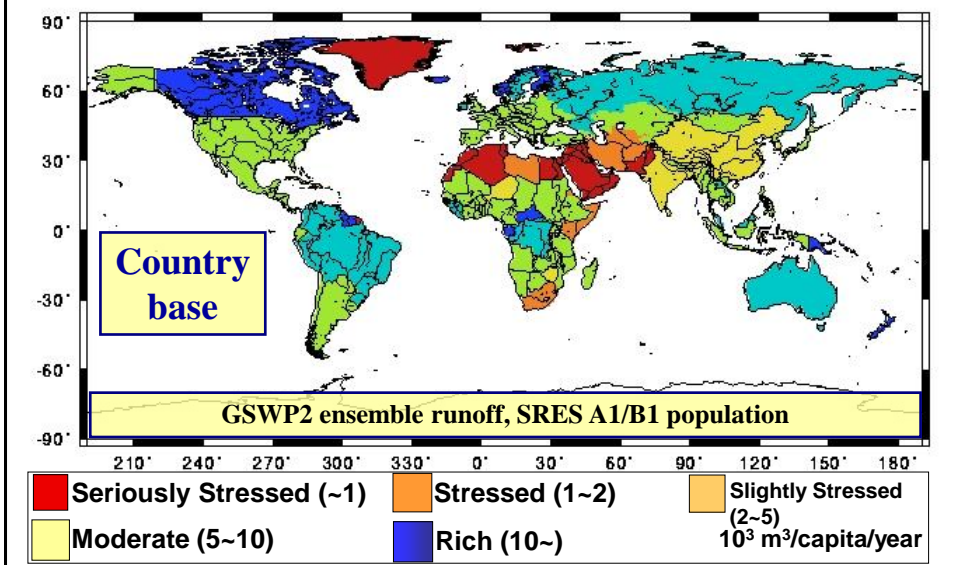 90°
60°
30°
0°
-30°
-60°
-90°
Country
base
GSWP2 ensemble runoff, SRES A1/B1 population
210° 240° 270° 300° 330° 0° 30° 60° 90° 120° 150° 180°
Seriously Stressed (~1) Stressed (1~2) Slightly Stressed
(2~5)
Moderate (5~10) Rich (10~) 10³ m³/capita/year